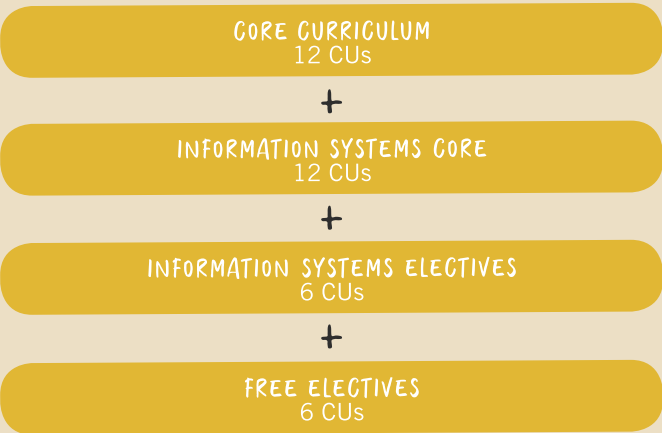 CORE CURRICULUM
12 CUs
+
INFORMATION SYSTEMS CORE
12 CUs
+
INFORMATION SYSTEMS ELECTIVES
6 CUs
+
FREE ELECTIVES
6 CUs